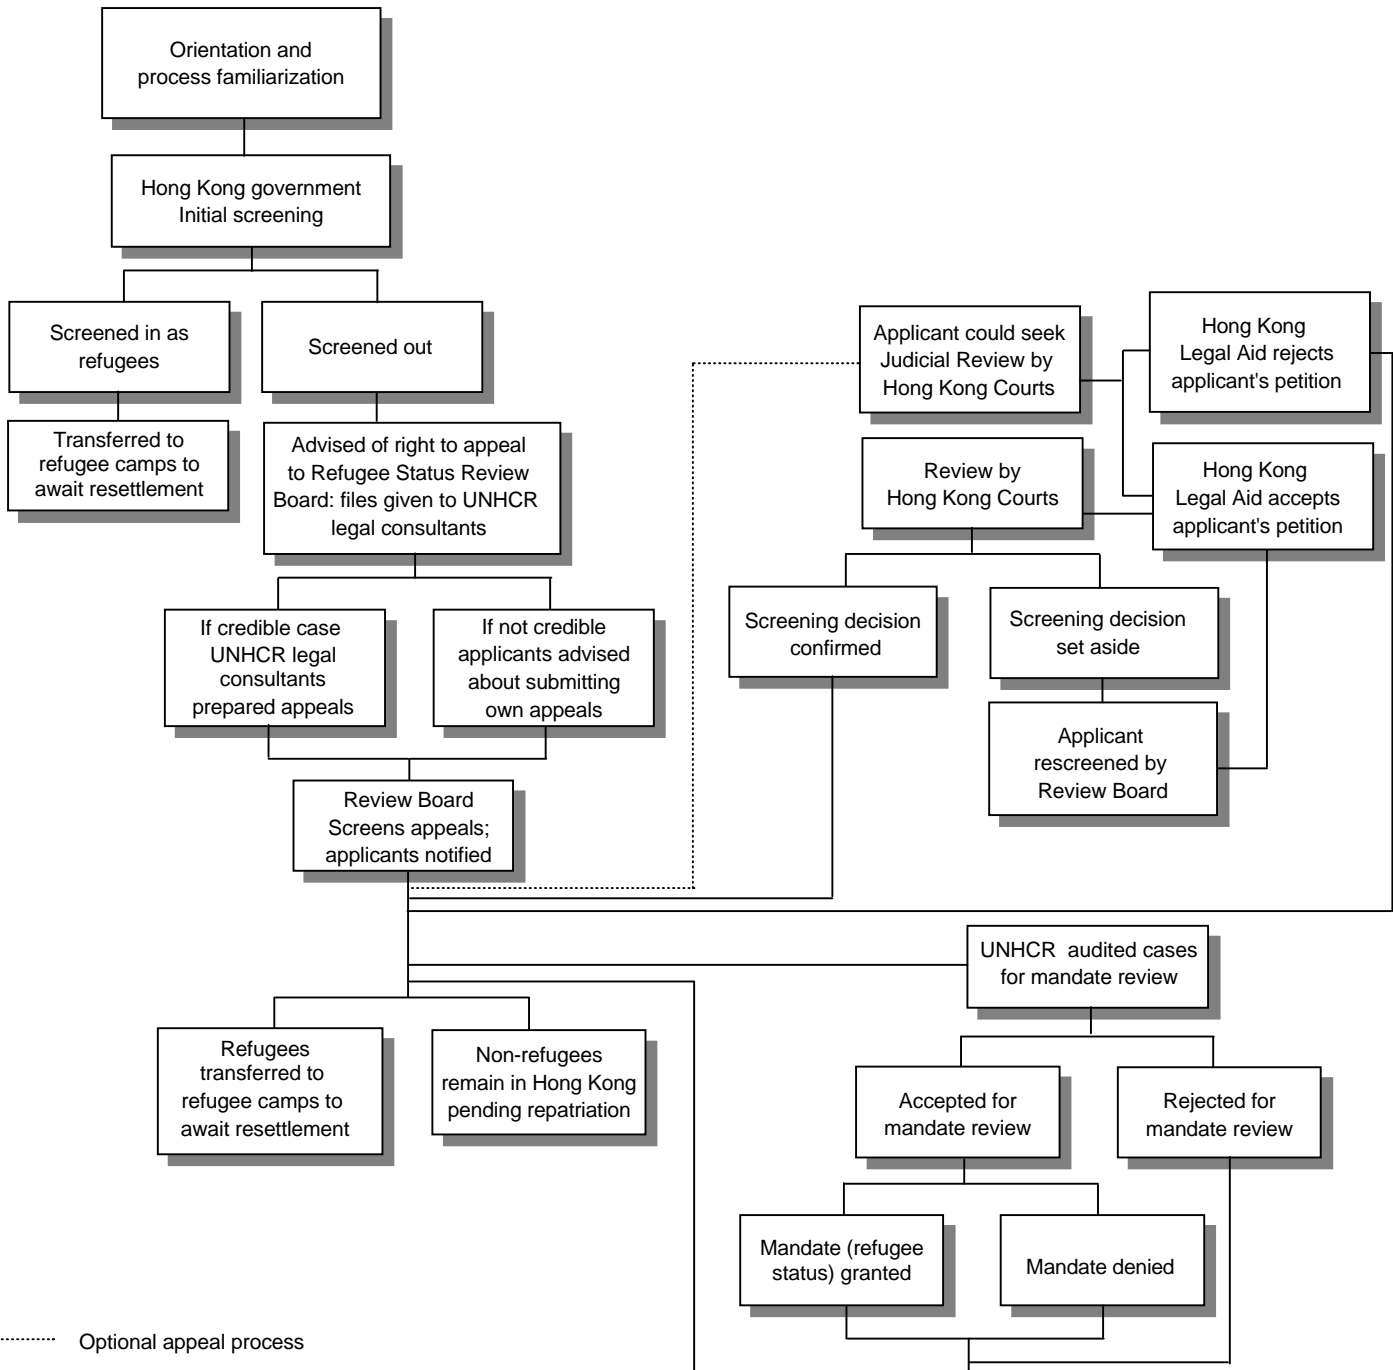 Orientation and
process familiarization
Hong Kong government
Initial screening
Screened in as
refugees
Screened out
Transferred to
refugee camps to
await resettlement
Advised of right to appeal
to Refugee Status Review
Board: files given to UNHCR
legal consultants
If credible case
UNHCR legal
consultants
prepared appeals
If not credible
applicants advised
about submitting
own appeals
Review Board
Screens appeals;
applicants notified
Applicant could seek
Judicial Review by
Hong Kong Courts
Hong Kong
Legal Aid rejects
applicant's petition
Review by
Hong Kong Courts
Hong Kong
Legal Aid accepts
applicant's petition
Screening decision
confirmed
Screening decision
set aside
Applicant
rescreened by
Review Board
UNHCR audited cases
for mandate review
Refugees
transferred to
refugee camps to
await resettlement
Non-refugees
remain in Hong Kong
pending repatriation
Accepted for
mandate review
Rejected for
mandate review
Mandate (refugee
status) granted
Mandate denied
Optional appeal process